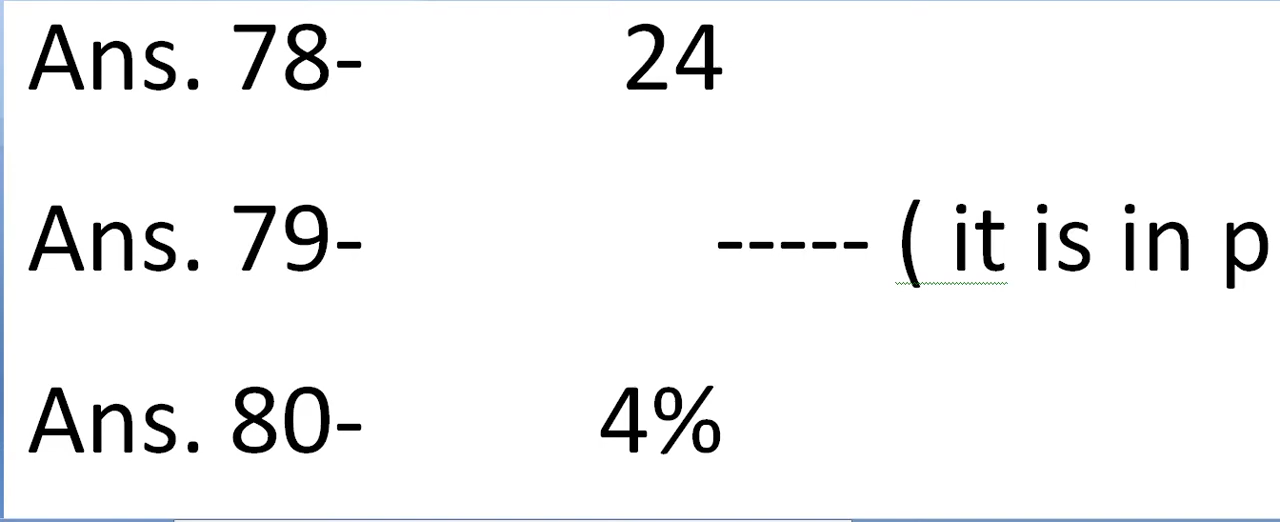 Ans. 78- 24
Ans. 79- ----- ( it is in p
Ans. 80- 4%